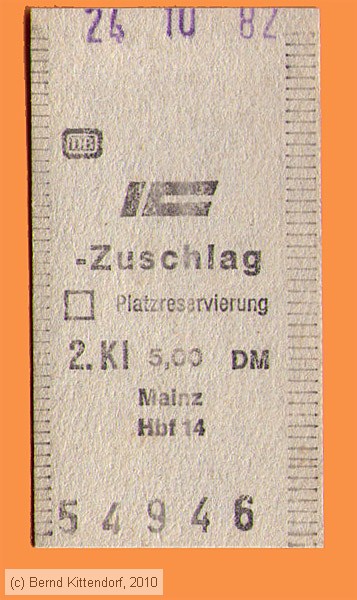 24 10 82
DB
IC
-Zuschlag
Platzreservierung
2. Kl 5,00 DM
Mainz
Hbf 14
54946
(c) Bernd Kittendorf, 2010